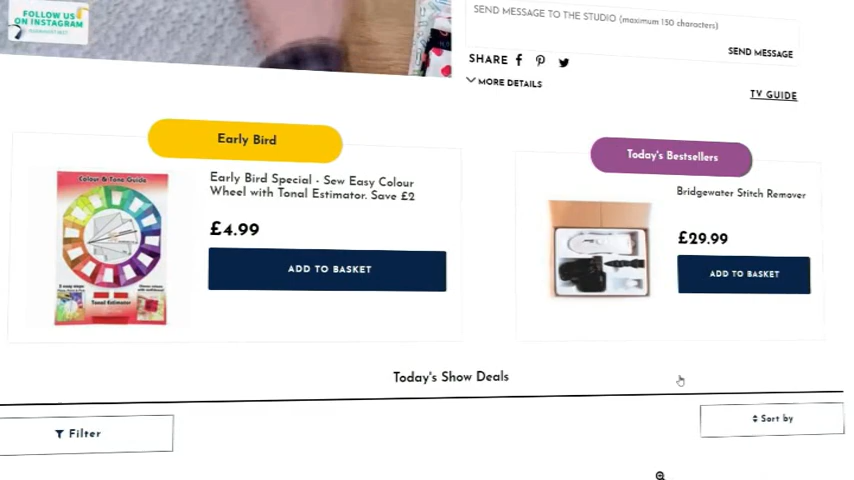 FOLLOW US
ON INSTAGRAM
SEND MESSAGE TO THE STUDIO (maximum 150 characters)
SEND MESSAGE
SHARE
MORE DETAILS
TV GUIDE
Early Bird
Today's Bestsellers
Colour & Tone Guide
Tonal Estimator
Early Bird Special - Sew Easy Colour
Wheel with Tonal Estimator. Save £2
£4.99
ADD TO BASKET
Bridgewater Stitch Remover
£29.99
ADD TO BASKET
Today's Show Deals
Filter
Sort by